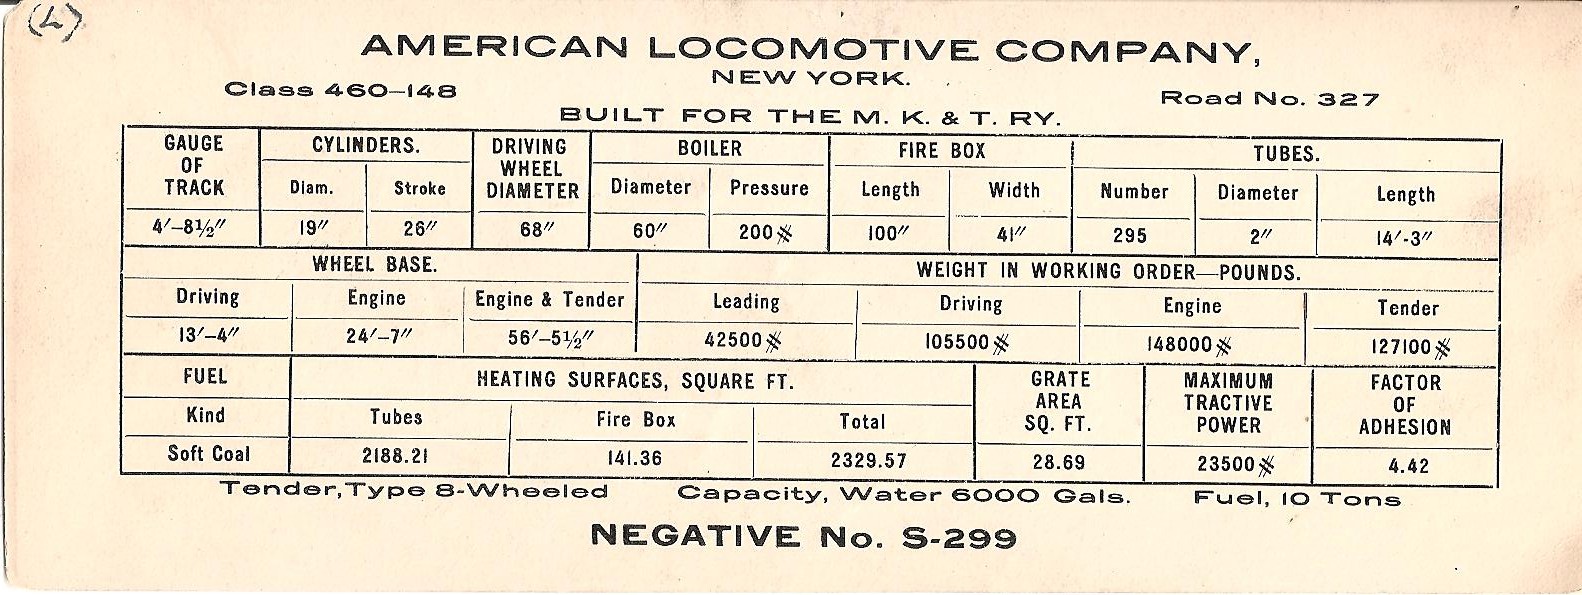 (L)
AMERICAN LOCOMOTIVE COMPANY,
NEW YORK.
Class 460–148
Road No. 327
BUILT FOR THE M. K. & T. RY.
GAUGE OF TRACK CYLINDERS. DRIVING WHEEL DIAMETER BOILER FIRE BOX TUBES.
Diam. Stroke Diameter Pressure Length Width Number Diameter Length
4′–8½″ 19″ 26″ 68″ 60″ 200# 100″ 41″ 295 2″ 14′-3″
WHEEL BASE. WEIGHT IN WORKING ORDER—POUNDS.
Driving Engine Engine & Tender Leading Driving Engine Tender
13′–4″ 24′–7″ 56′–5½″ 42500# 105500# 148000# 127100#
FUEL HEATING SURFACES, SQUARE FT. GRATE AREA SQ. FT. MAXIMUM TRACTIVE POWER FACTOR OF ADHESION
Kind Tubes Fire Box Total
Soft Coal 2188.21 141.36 2329.57 28.69 23500# 4.42
Tender, Type 8-Wheeled Capacity, Water 6000 Gals. Fuel, 10 Tons
NEGATIVE No. S-299